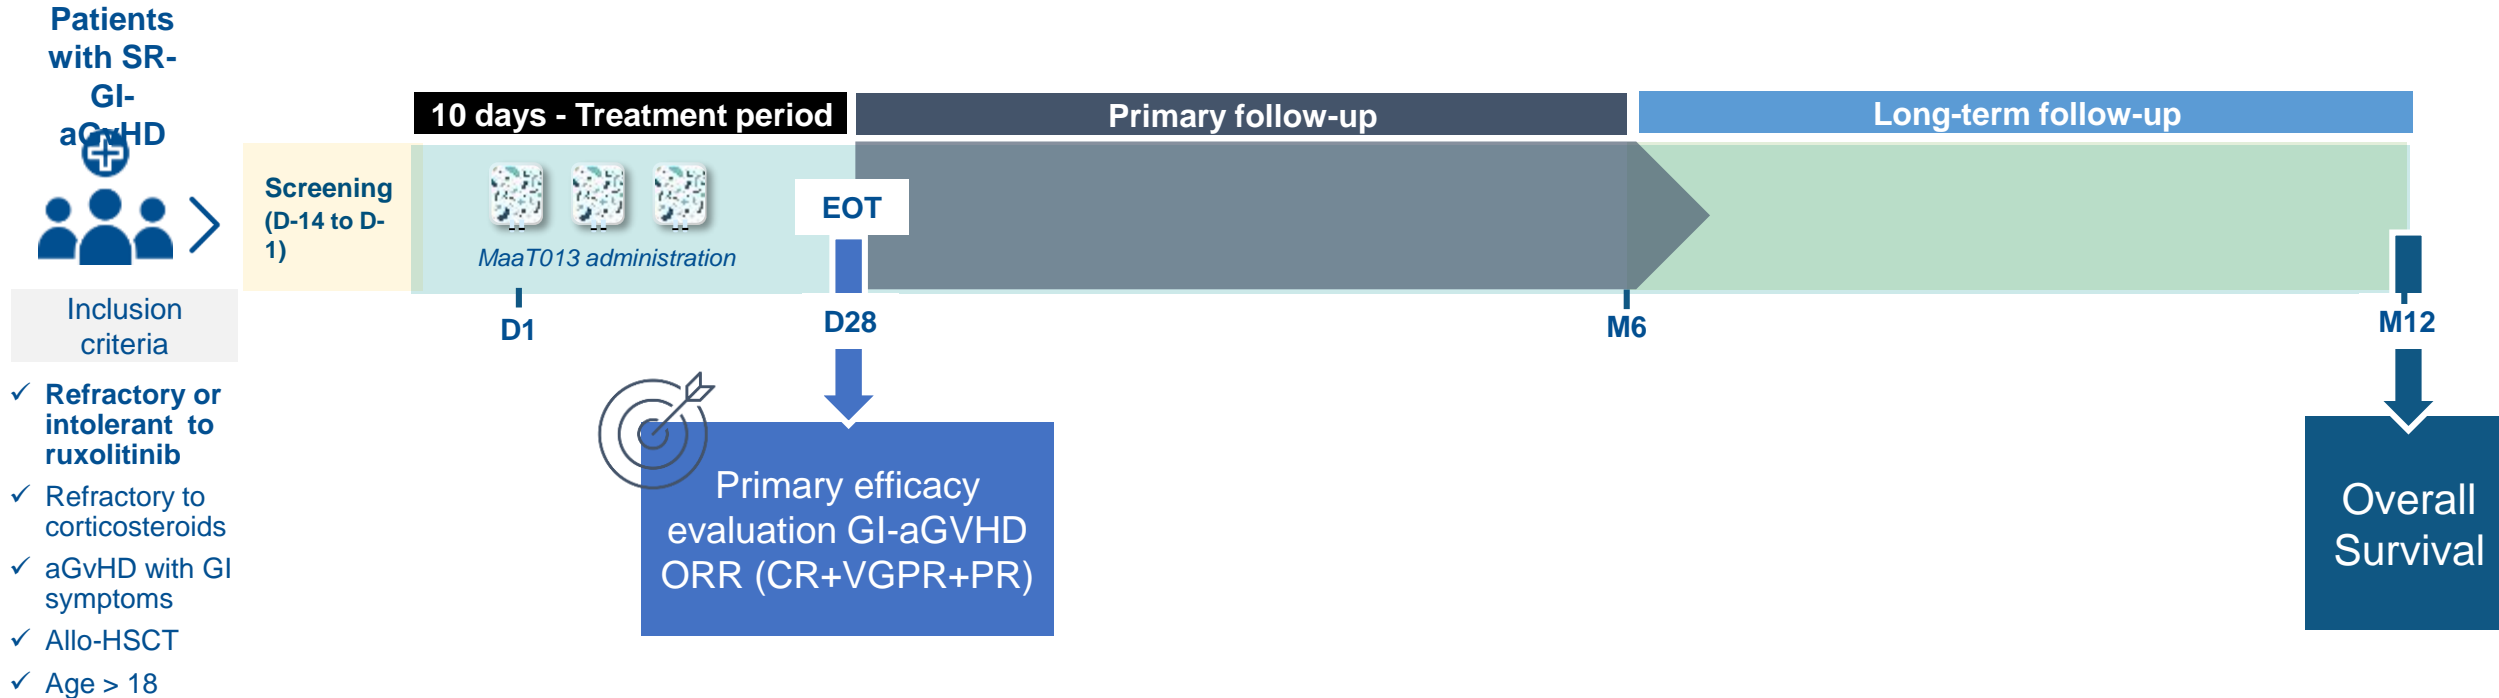 Patients
with SR-
GI-
aGvHD
10 days - Treatment period
Primary follow-up
Long-term follow-up
Screening
(D-14 to D-
1)
MaaT013 administration
EOT
D1
D28
M6
M12
Inclusion
criteria
✓ Refractory or
intolerant to
ruxolitinib
✓ Refractory to
corticosteroids
✓ aGvHD with GI
symptoms
✓ Allo-HSCT
✓ Age > 18
Primary efficacy
evaluation GI-aGVHD
ORR (CR+VGPR+PR)
Overall
Survival